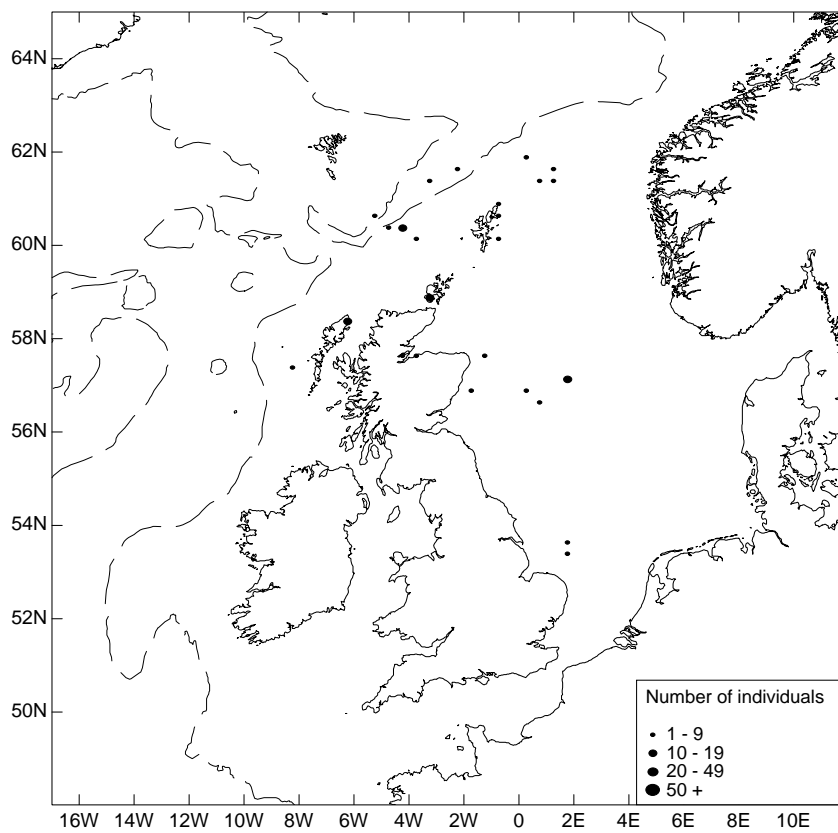 64N
62N
60N
58N
56N
54N
52N
50N
Number of individuals
1 - 9
10 - 19
20 - 49
50 +
16W 14W 12W 10W 8W 6W 4W 2W 0 2E 4E 6E 8E 10E